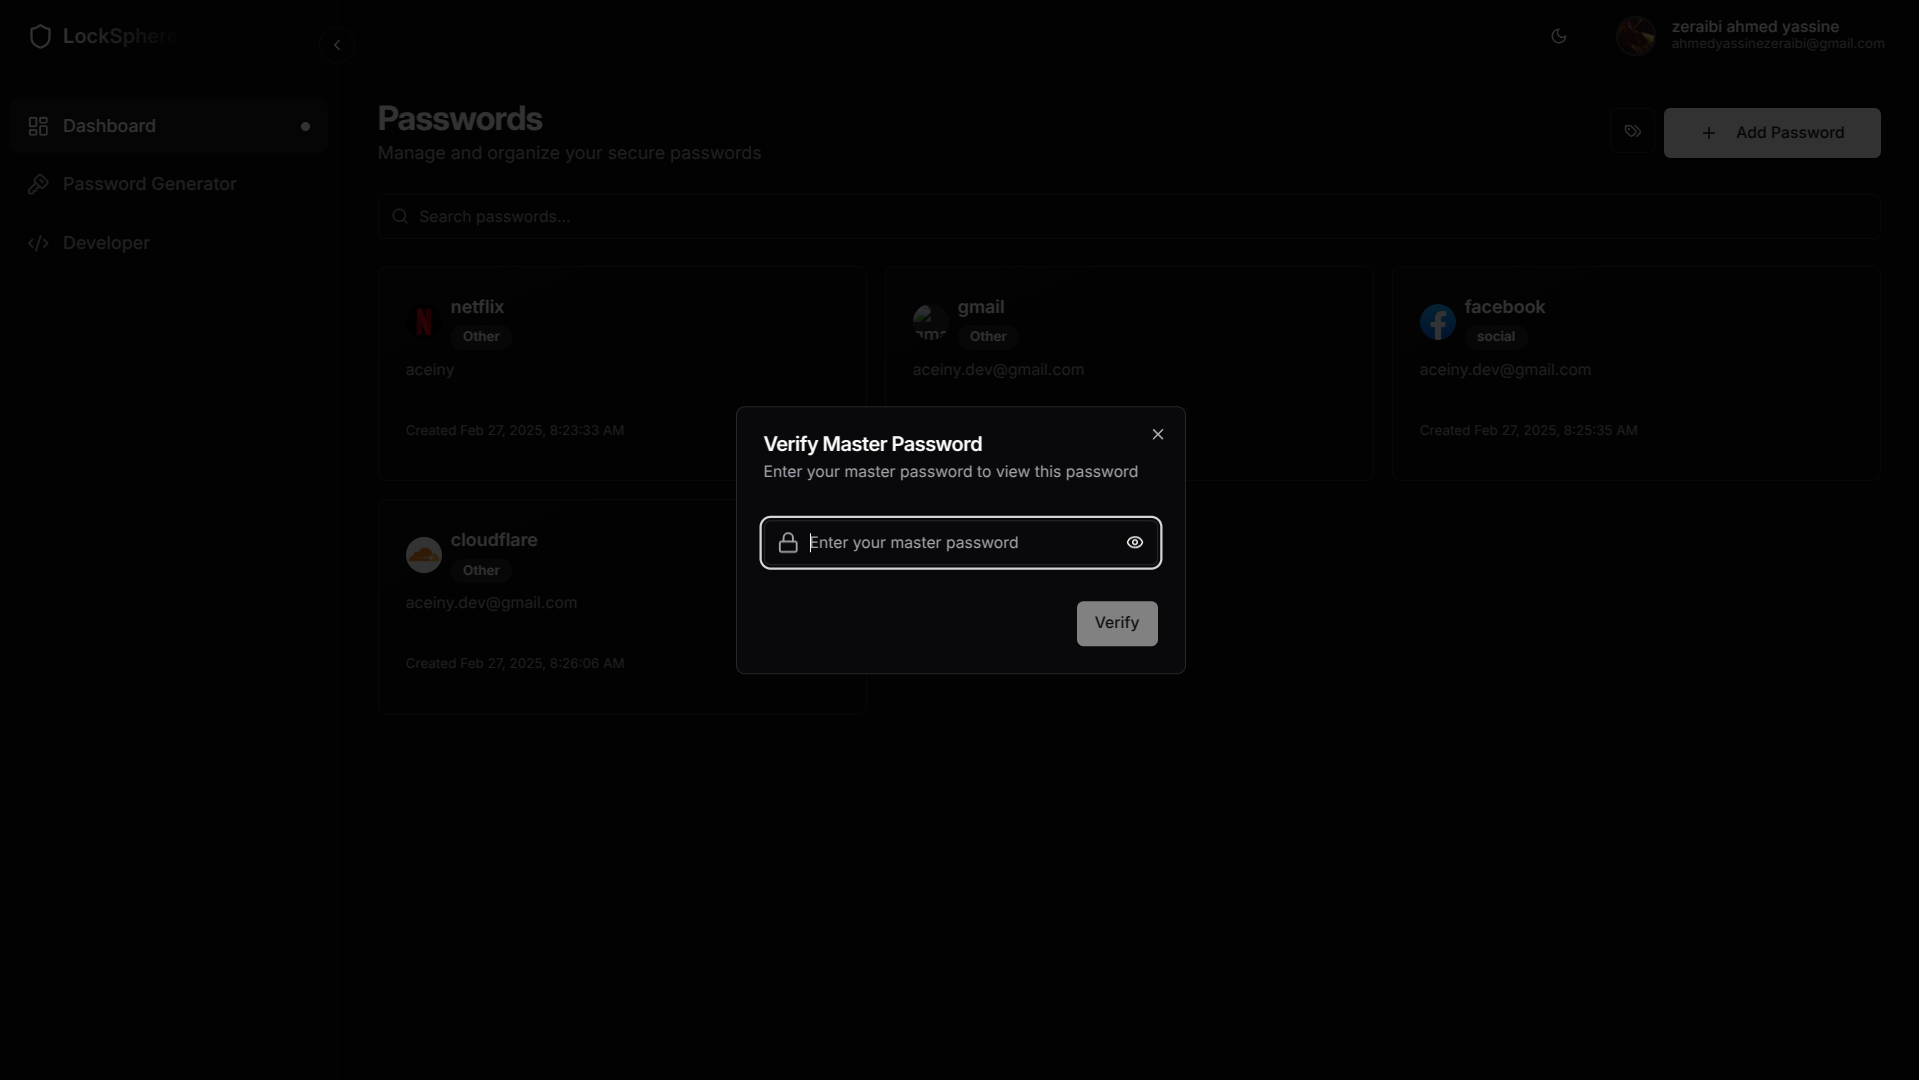 LockSphere
zeraibi ahmed yassine
ahmedyassinezeraibi@gmail.com
Dashboard
Password Generator
Developer
Passwords
Manage and organize your secure passwords
Add Password
Search passwords...
netflix
Other
aceiny
Created Feb 27, 2025, 8:23:33 AM
gmail
Other
aceiny.dev@gmail.com
facebook
social
aceiny.dev@gmail.com
Created Feb 27, 2025, 8:25:35 AM
cloudflare
Other
aceiny.dev@gmail.com
Created Feb 27, 2025, 8:26:06 AM
Verify Master Password
Enter your master password to view this password
Enter your master password
Verify